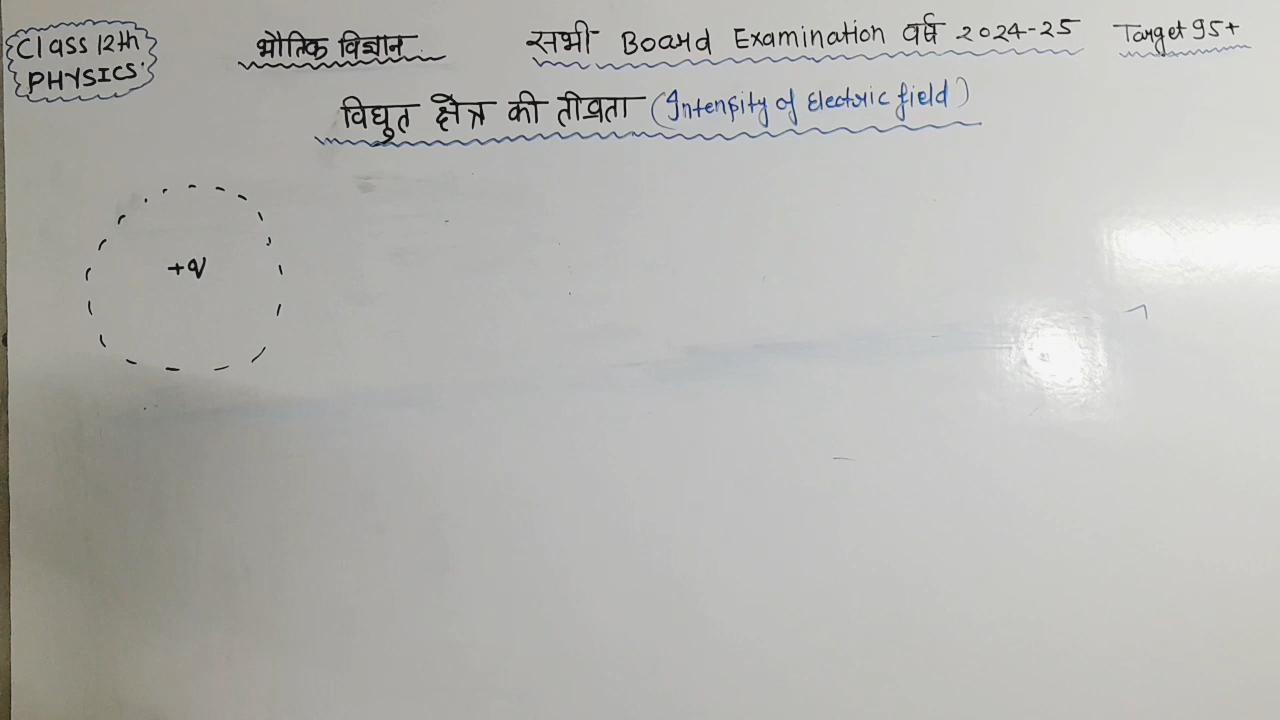 Class 12th
PHYSICS
भौतिक विज्ञान
सभी Board Examination वर्ष 2024-25
Target 95+
विद्युत क्षेत्र की तीव्रता (Intensity of Electric field)
+q